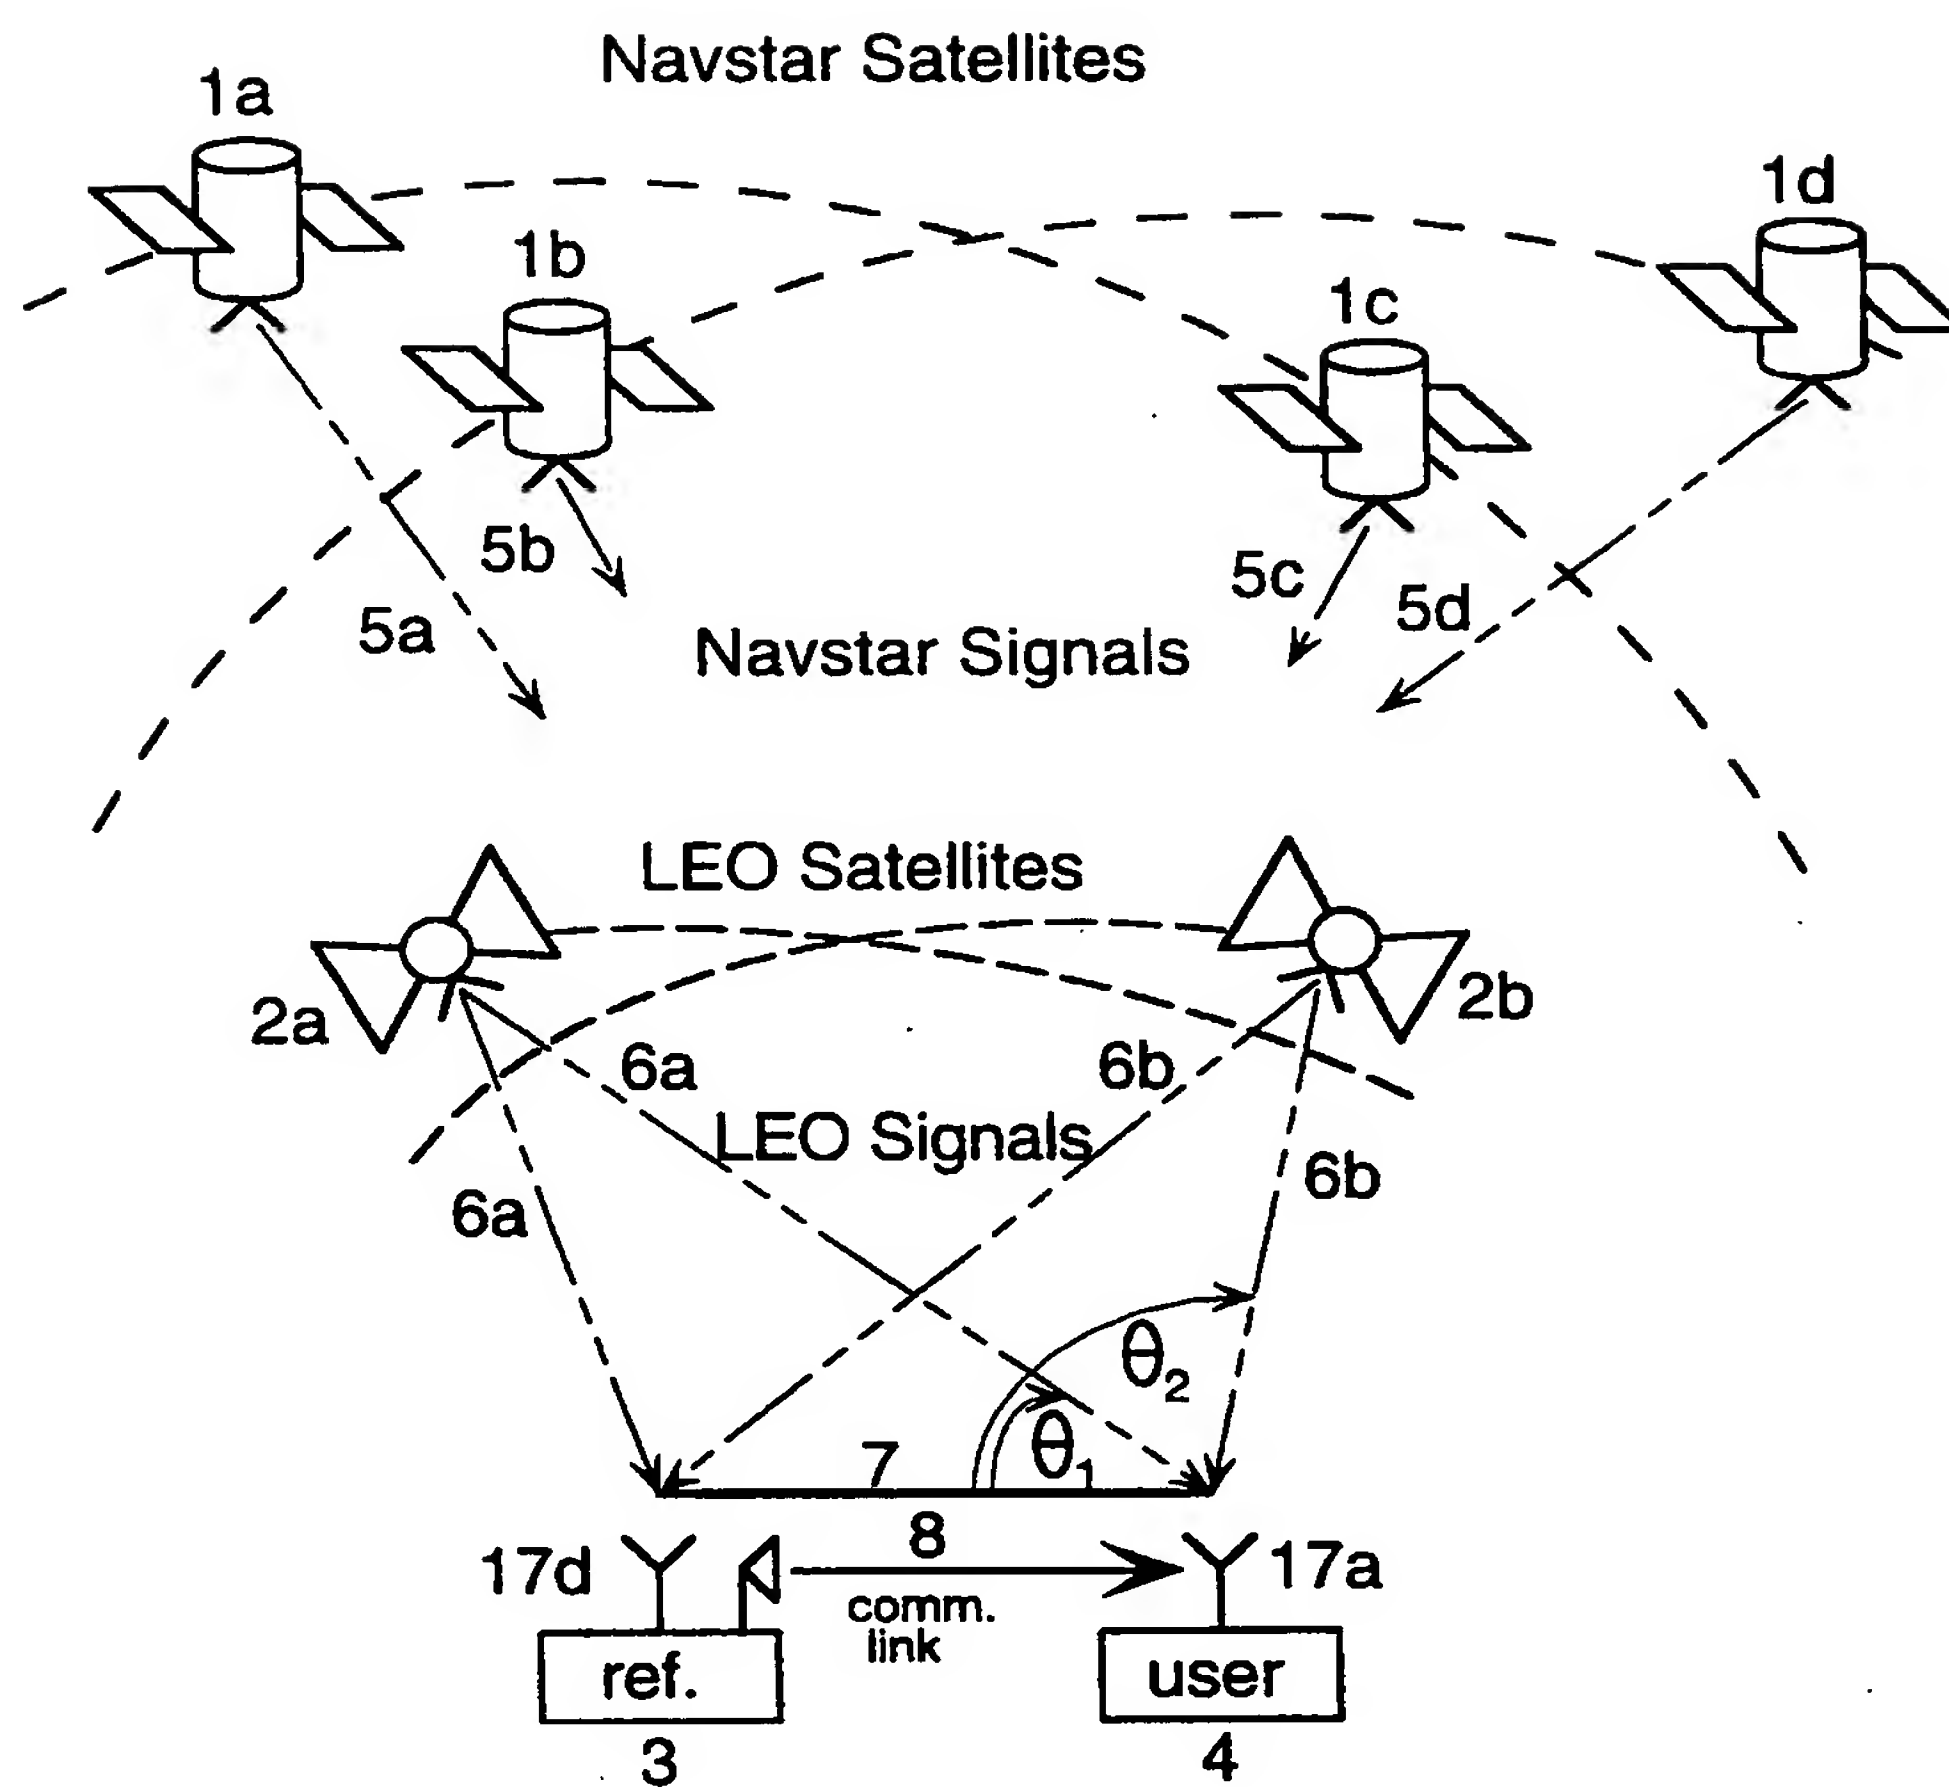 Navstar Satellites
1a
1d
1b
1c
5b
5c
5d
5a
Navstar Signals
LEO Satellites
2a
2b
6a
6b
LEO Signals
6a
6b
θ2
θ1
7
8
17d
17a
comm.
link
ref.
user
3
4